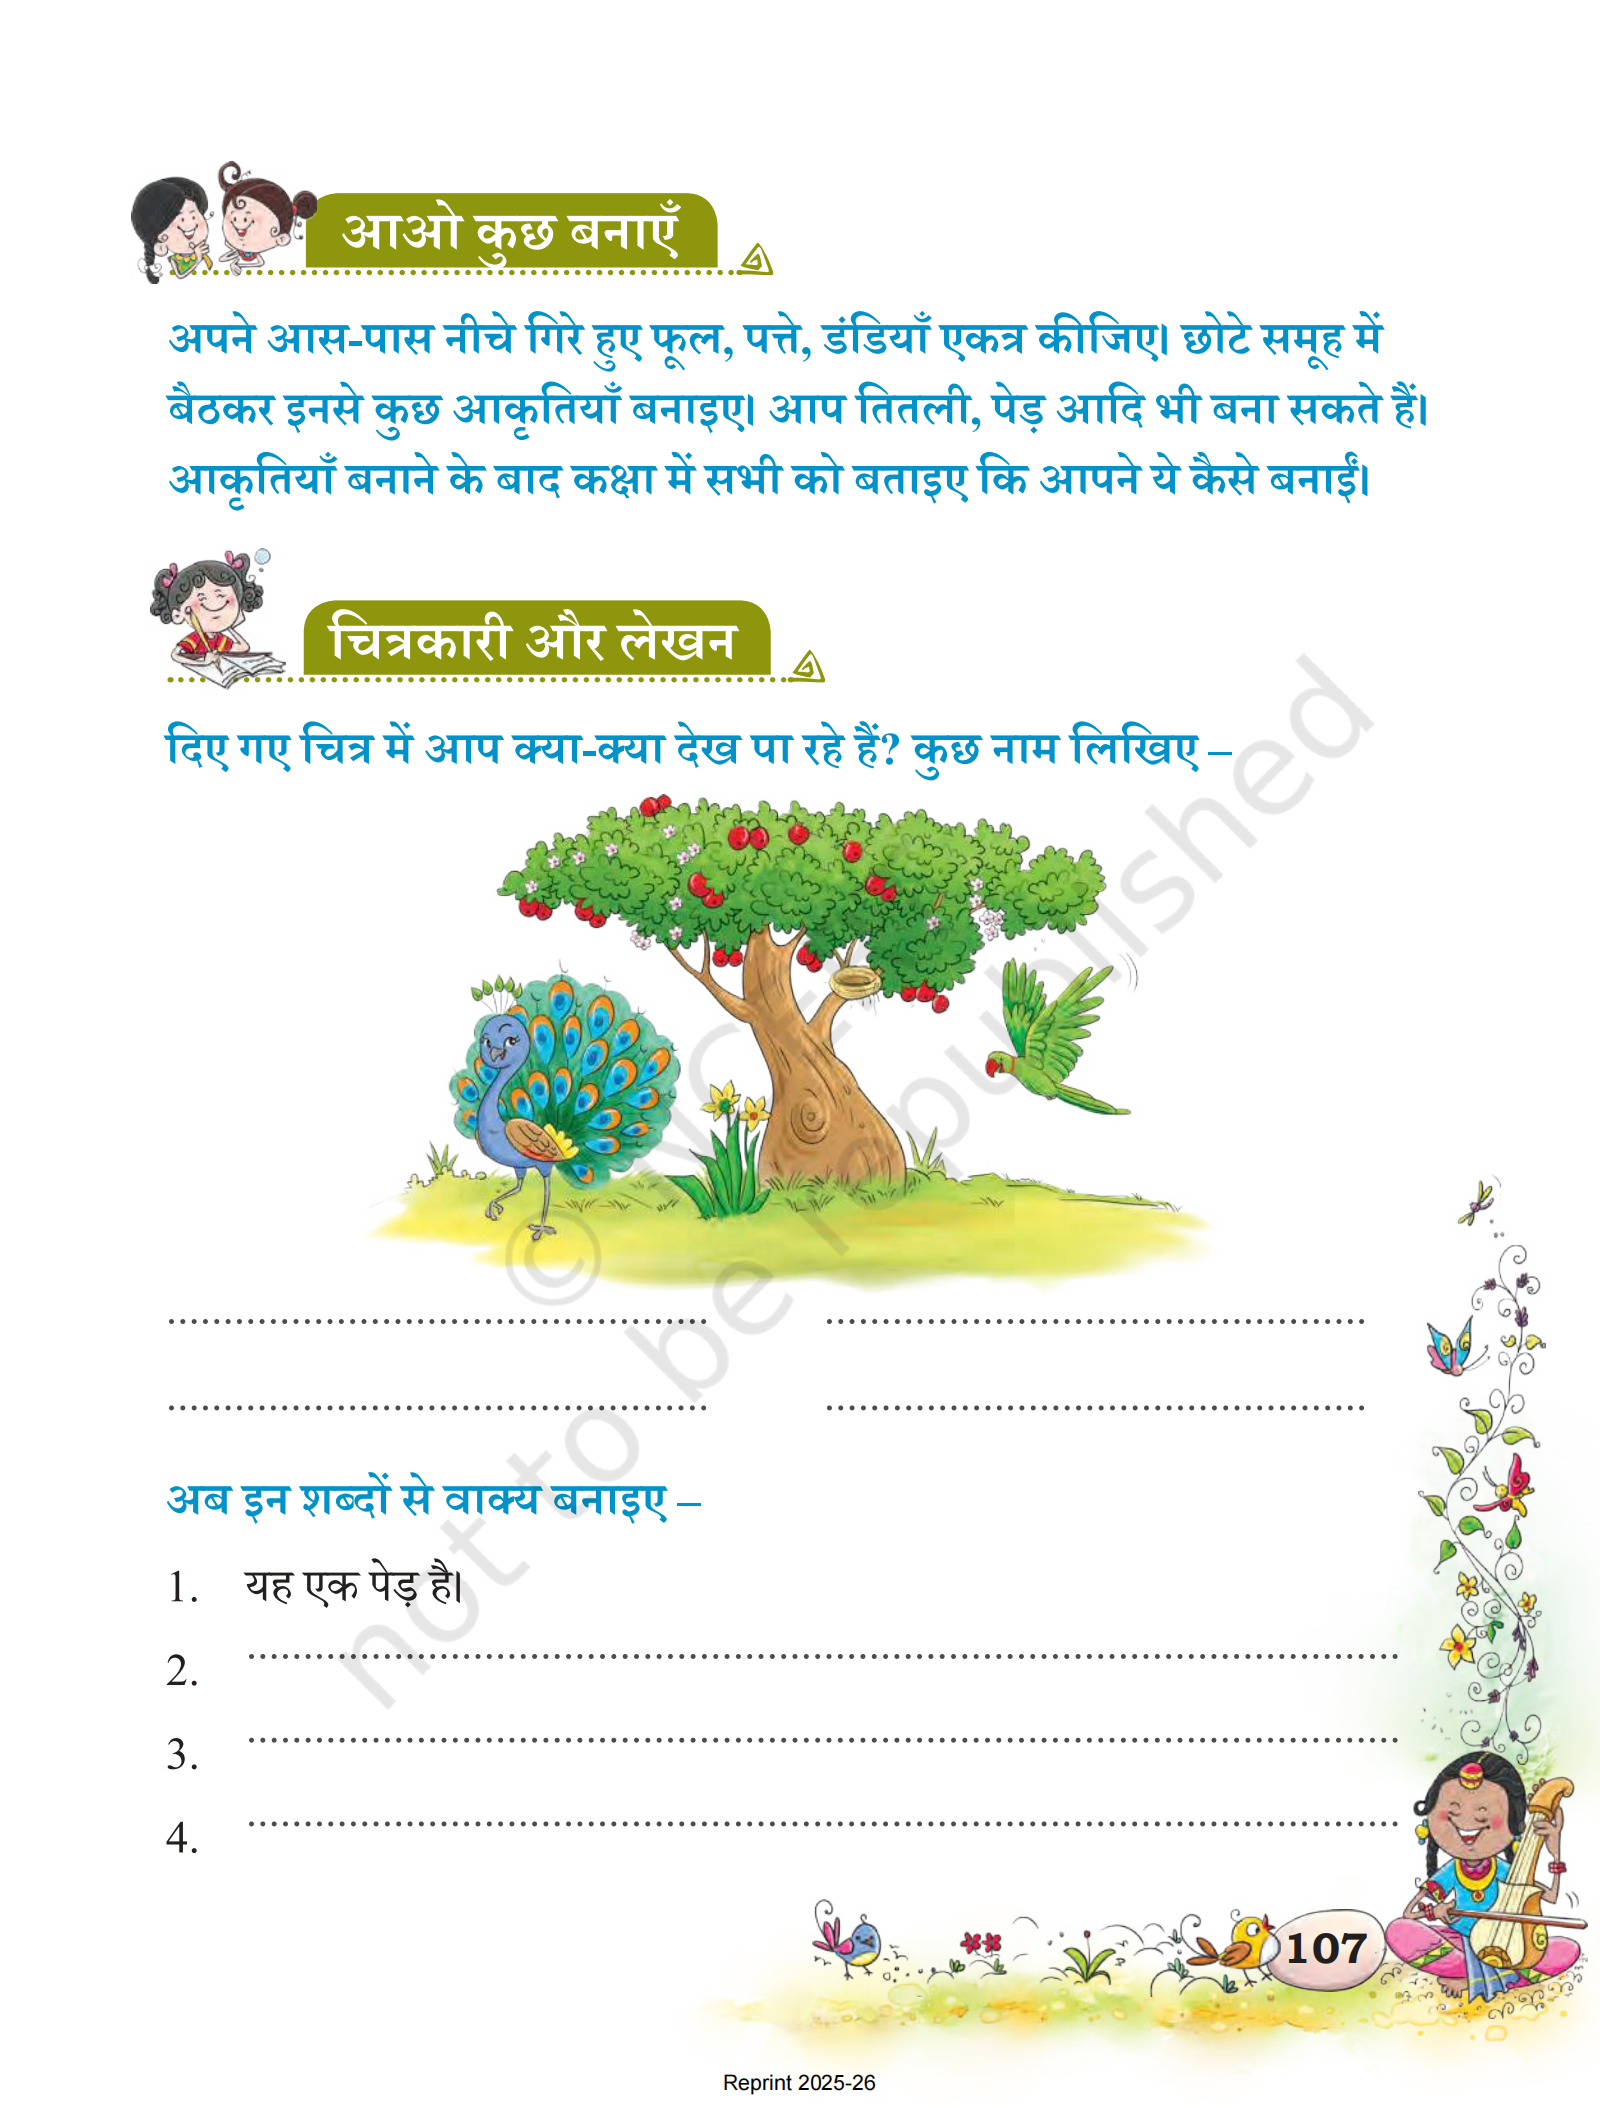 आओ कुछ बनाएँ
अपने आस-पास नीचे गिरे हुए फूल, पत्ते, डंडियाँ एकत्र कीजिए। छोटे समूह में
बैठकर इनसे कुछ आकृतियाँ बनाइए। आप तितली, पेड़ आदि भी बना सकते हैं।
आकृतियाँ बनाने के बाद कक्षा में सभी को बताइए कि आपने ये कैसे बनाईं।
चित्रकारी और लेखन
दिए गए चित्र में आप क्या-क्या देख पा रहे हैं? कुछ नाम लिखिए –
© NCERT
not to be republished
अब इन शब्दों से वाक्य बनाइए –
1. यह एक पेड़ है।
2.
3.
4.
107
Reprint 2025-26